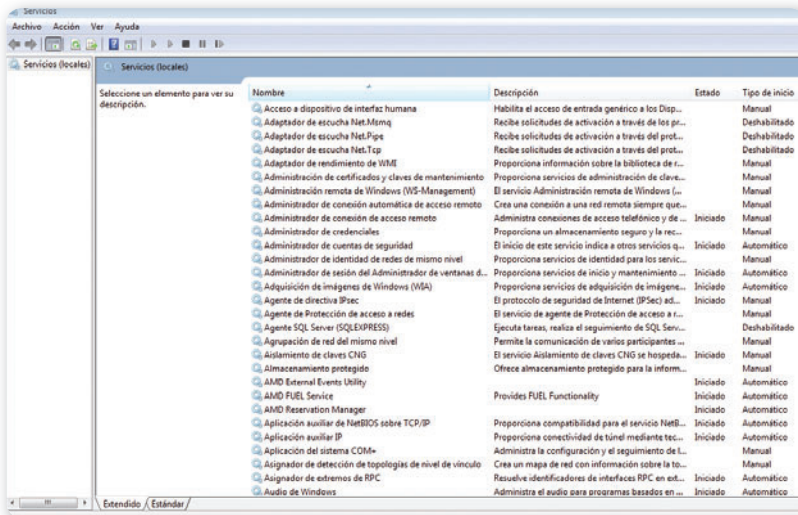 Servicios
Archivo Acción Ver Ayuda
Servicios (locales)
Servicios (locales)
Seleccione un elemento para ver su
descripción.
Nombre Descripción Estado Tipo de inicio
Acceso a dispositivo de interfaz humana Habilita el acceso de entrada genérico a los Disp... Manual
Adaptador de escucha Net.Msmq Recibe solicitudes de activación a través de los pr... Deshabilitado
Adaptador de escucha Net.Pipe Recibe solicitudes de activación a través del prot... Deshabilitado
Adaptador de escucha Net.Tcp Recibe solicitudes de activación a través del prot... Deshabilitado
Adaptador de rendimiento de WMI Proporciona información sobre la biblioteca de r... Manual
Administración de certificados y claves de mantenimiento Proporciona servicios de administración de clave... Manual
Administración remota de Windows (WS-Management) El servicio Administración remota de Windows (... Manual
Administrador de conexión automática de acceso remoto Crea una conexión a una red remota siempre que... Manual
Administrador de conexión de acceso remoto Administra conexiones de acceso telefónico y de ... Iniciado Manual
Administrador de credenciales Proporciona un almacenamiento seguro y la rec... Manual
Administrador de cuentas de seguridad El inicio de este servicio indica a otros servicios q... Iniciado Automático
Administrador de identidad de redes de mismo nivel Proporciona servicios de identidad para los servic... Manual
Administrador de sesión del Administrador de ventanas d... Proporciona servicios de inicio y mantenimiento ... Iniciado Automático
Adquisición de imágenes de Windows (WIA) Proporciona servicios de adquisición de imágene... Iniciado Automático
Agente de directiva IPsec El protocolo de seguridad de Internet (IPSec) ad... Iniciado Manual
Agente de Protección de acceso a redes El servicio de agente de Protección de acceso a r... Manual
Agente SQL Server (SQLEXPRESS) Ejecuta tareas, realiza el seguimiento de SQL Serv... Deshabilitado
Agrupación de red del mismo nivel Permite la comunicación de varios participantes ... Manual
Aislamiento de claves CNG El servicio Aislamiento de claves CNG se hospeda... Iniciado Manual
Almacenamiento protegido Ofrece almacenamiento protegido para la inform... Manual
AMD External Events Utility Iniciado Automático
AMD FUEL Service Provides FUEL Functionality Iniciado Automático
AMD Reservation Manager Iniciado Automático
Aplicación auxiliar de NetBIOS sobre TCP/IP Proporciona compatibilidad para el servicio NetB... Iniciado Automático
Aplicación auxiliar IP Proporciona conectividad de túnel mediante tec... Iniciado Automático
Aplicación del sistema COM+ Administra la configuración y el seguimiento de l... Manual
Asignador de detección de topologías de nivel de vínculo Crea un mapa de red con información sobre la to... Manual
Asignador de extremos de RPC Resuelve identificadores de interfaces RPC en ext... Iniciado Automático
Audio de Windows Administra el audio para programas basados en ... Iniciado Automático
Extendido Estándar